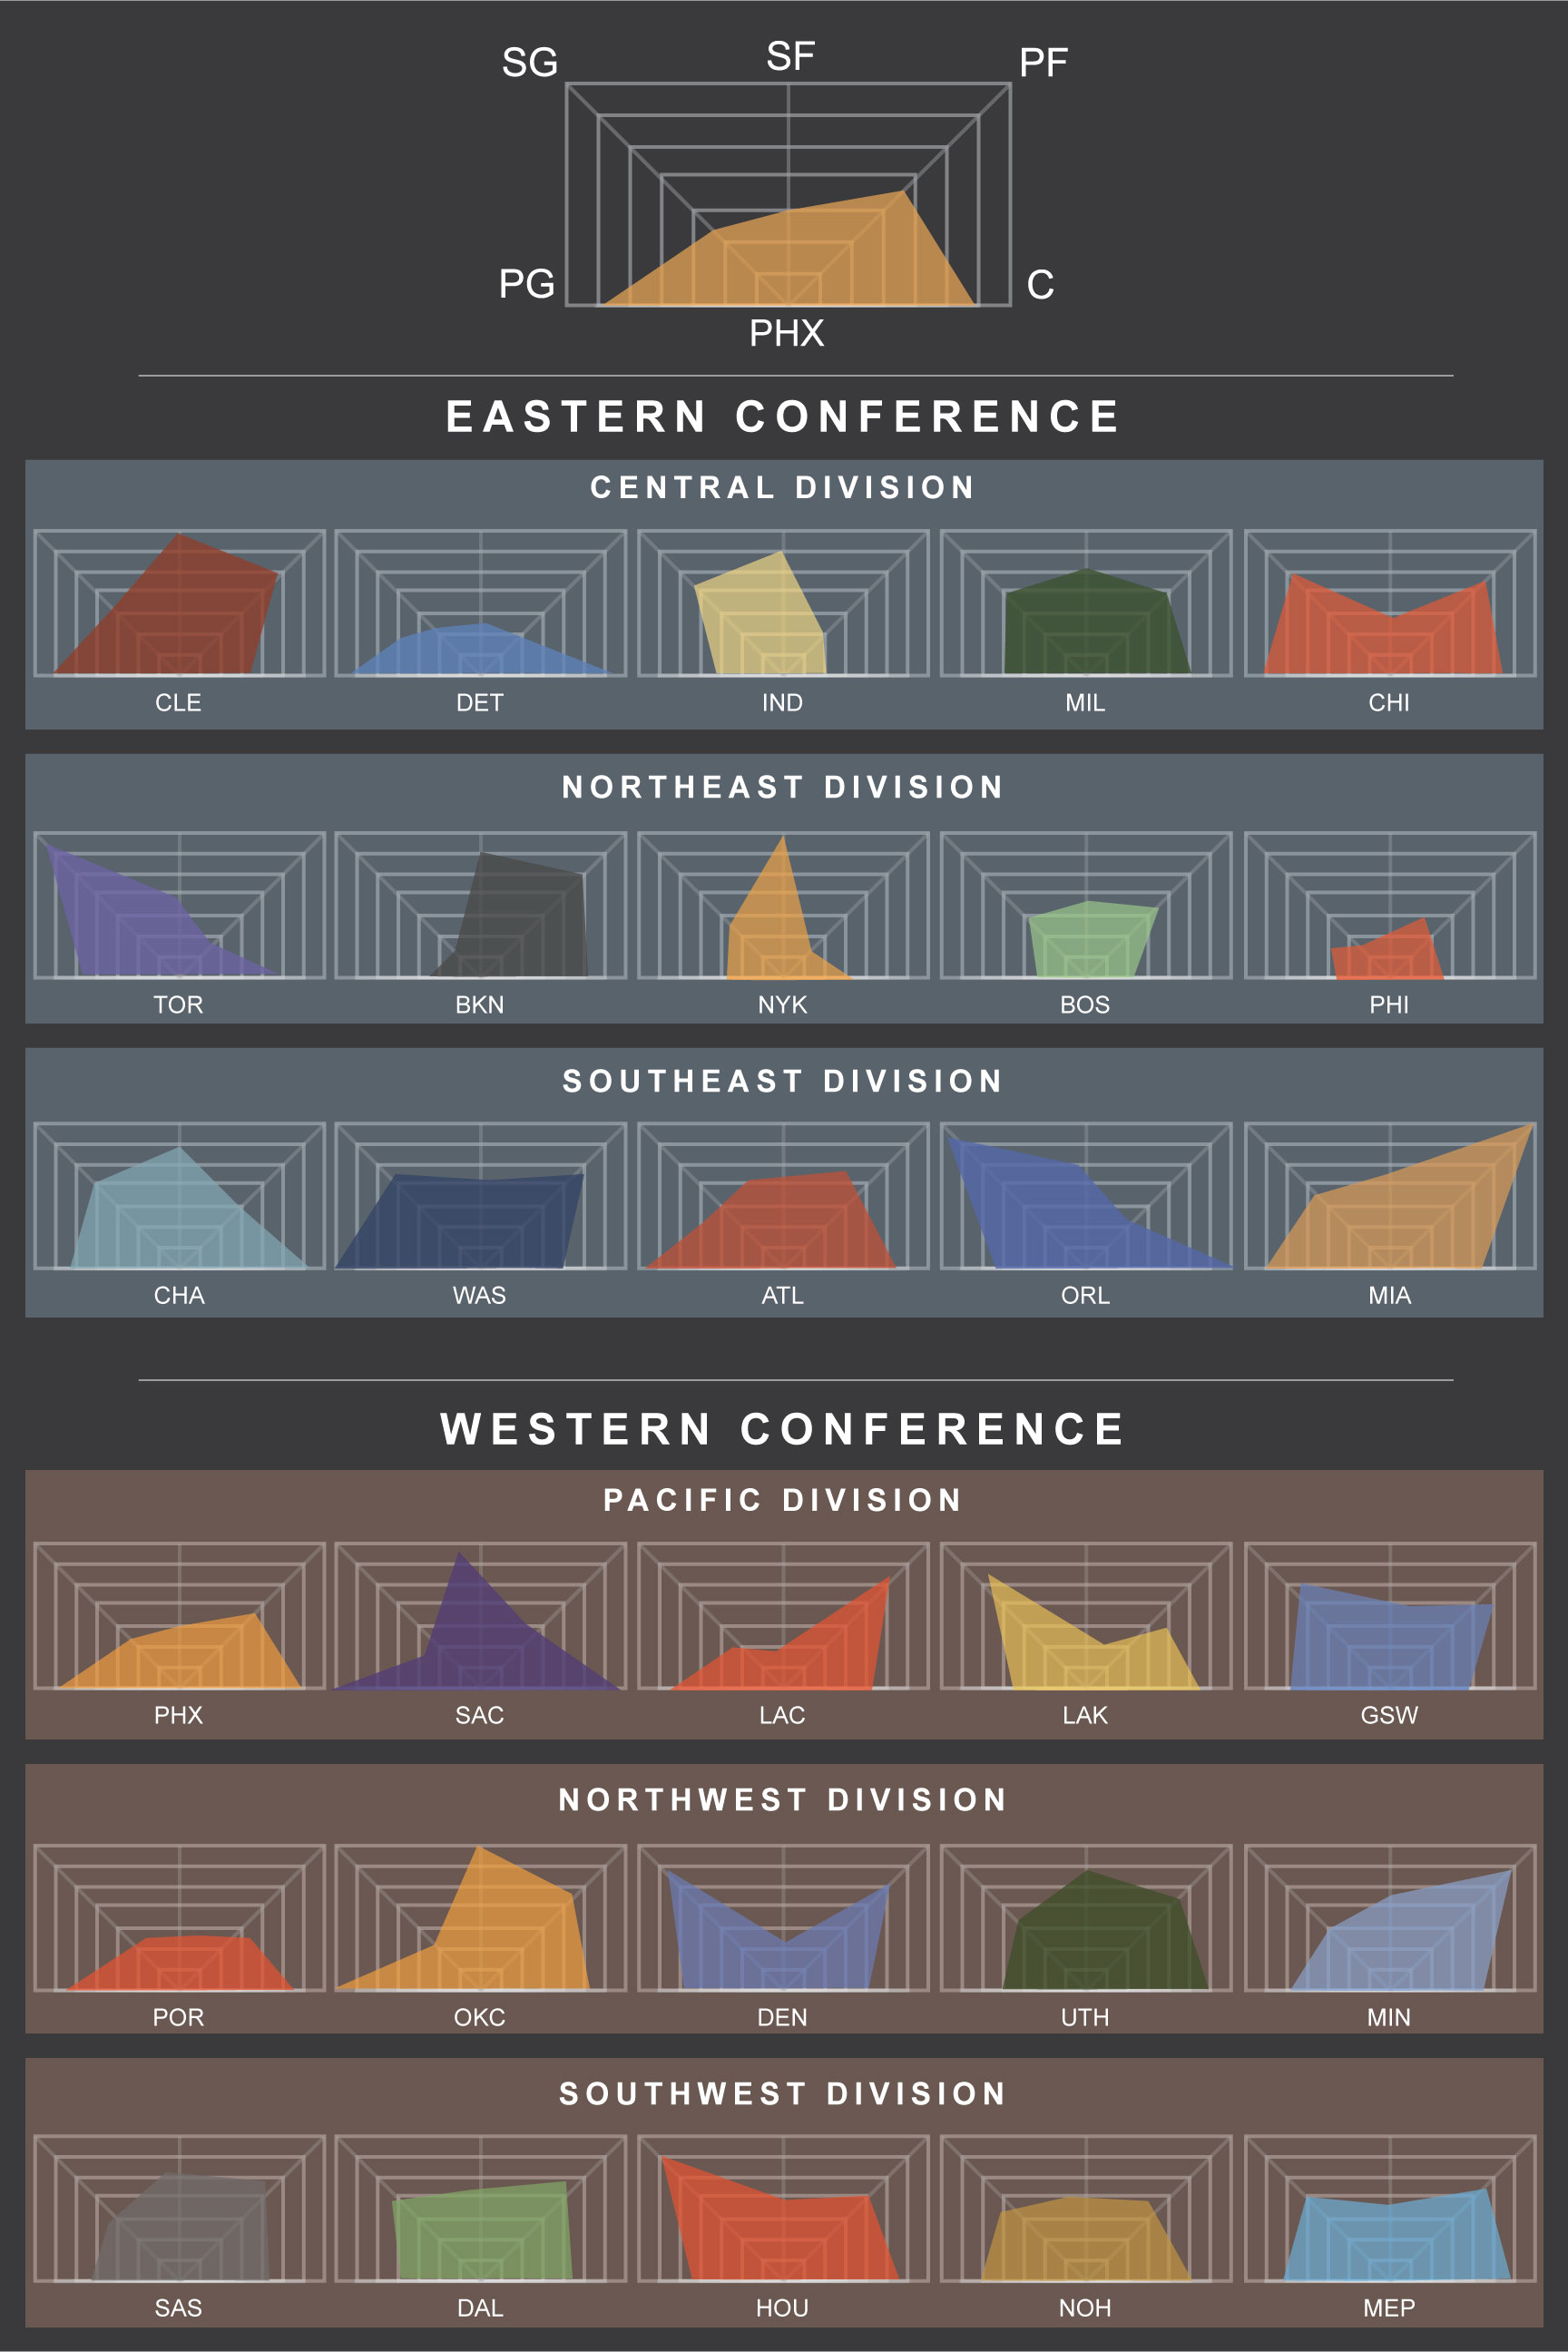 SG SF PF
PG C
PHX
EASTERN CONFERENCE
CENTRAL DIVISION
CLE DET IND MIL CHI
NORTHEAST DIVISION
TOR BKN NYK BOS PHI
SOUTHEAST DIVISION
CHA WAS ATL ORL MIA
WESTERN CONFERENCE
PACIFIC DIVISION
PHX SAC LAC LAK GSW
NORTHWEST DIVISION
POR OKC DEN UTH MIN
SOUTHWEST DIVISION
SAS DAL HOU NOH MEP